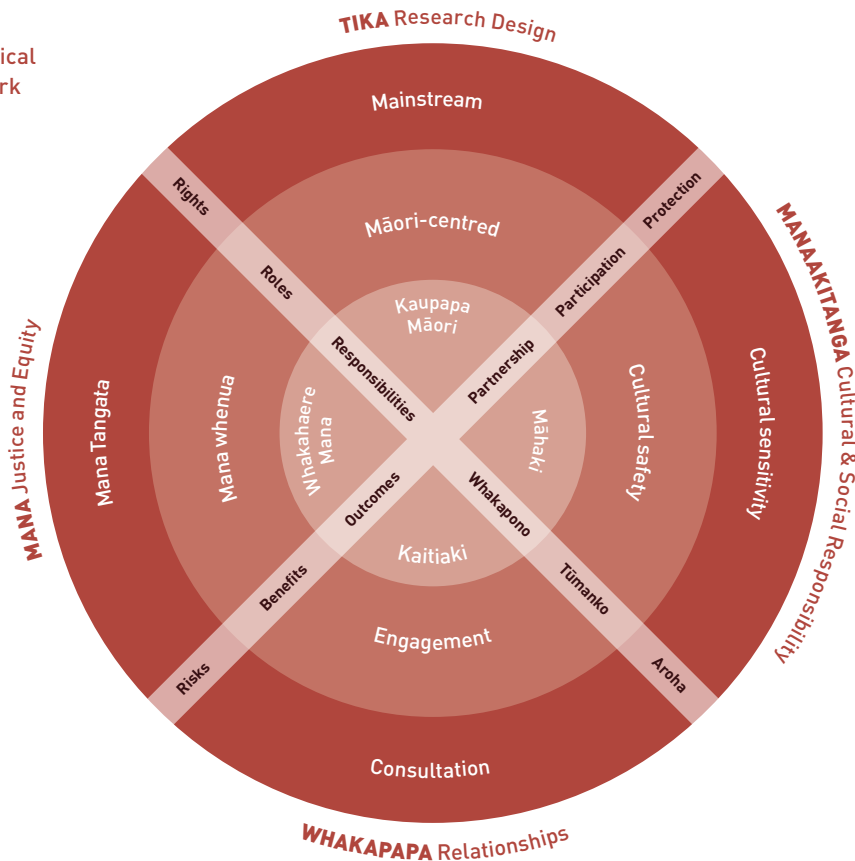 ical
rk
TIKA Research Design
Mainstream
Māori-centred
Kaupapa
Māori
MANAAKITANGA Cultural & Social Responsibility
Cultural sensitivity
Cultural safety
Māhaki
WHAKAPAPA Relationships
Consultation
Engagement
Kaitiaki
MANA Justice and Equity
Mana Tangata
Mana whenua
Whakahaere
Mana
Rights
Roles
Responsibilities
Protection
Participation
Partnership
Risks
Benefits
Outcomes
Whakapono
Tūmanko
Aroha